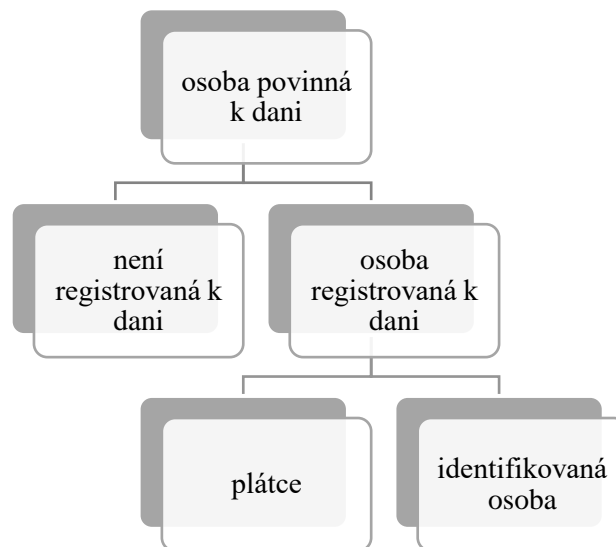 osoba povinná
k dani
není
registrovaná k
dani
osoba
registrovaná k
dani
plátce
identifikovaná
osoba